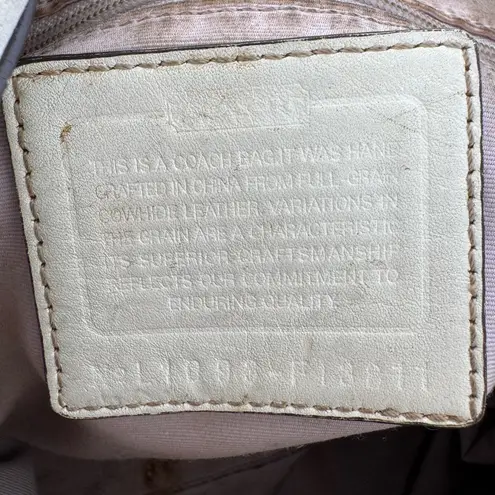 THIS IS A COACH BAG.IT WAS HAND
CRAFTED IN CHINA FROM FULL GRAIN
COWHIDE LEATHER. VARIATIONS IN
THE GRAIN ARE A CHARACTERISTIC
ITS SUPERIOR CRAFTSMANSHIP
REFLECTS OUR COMMITMENT TO
ENDURING QUALITY.